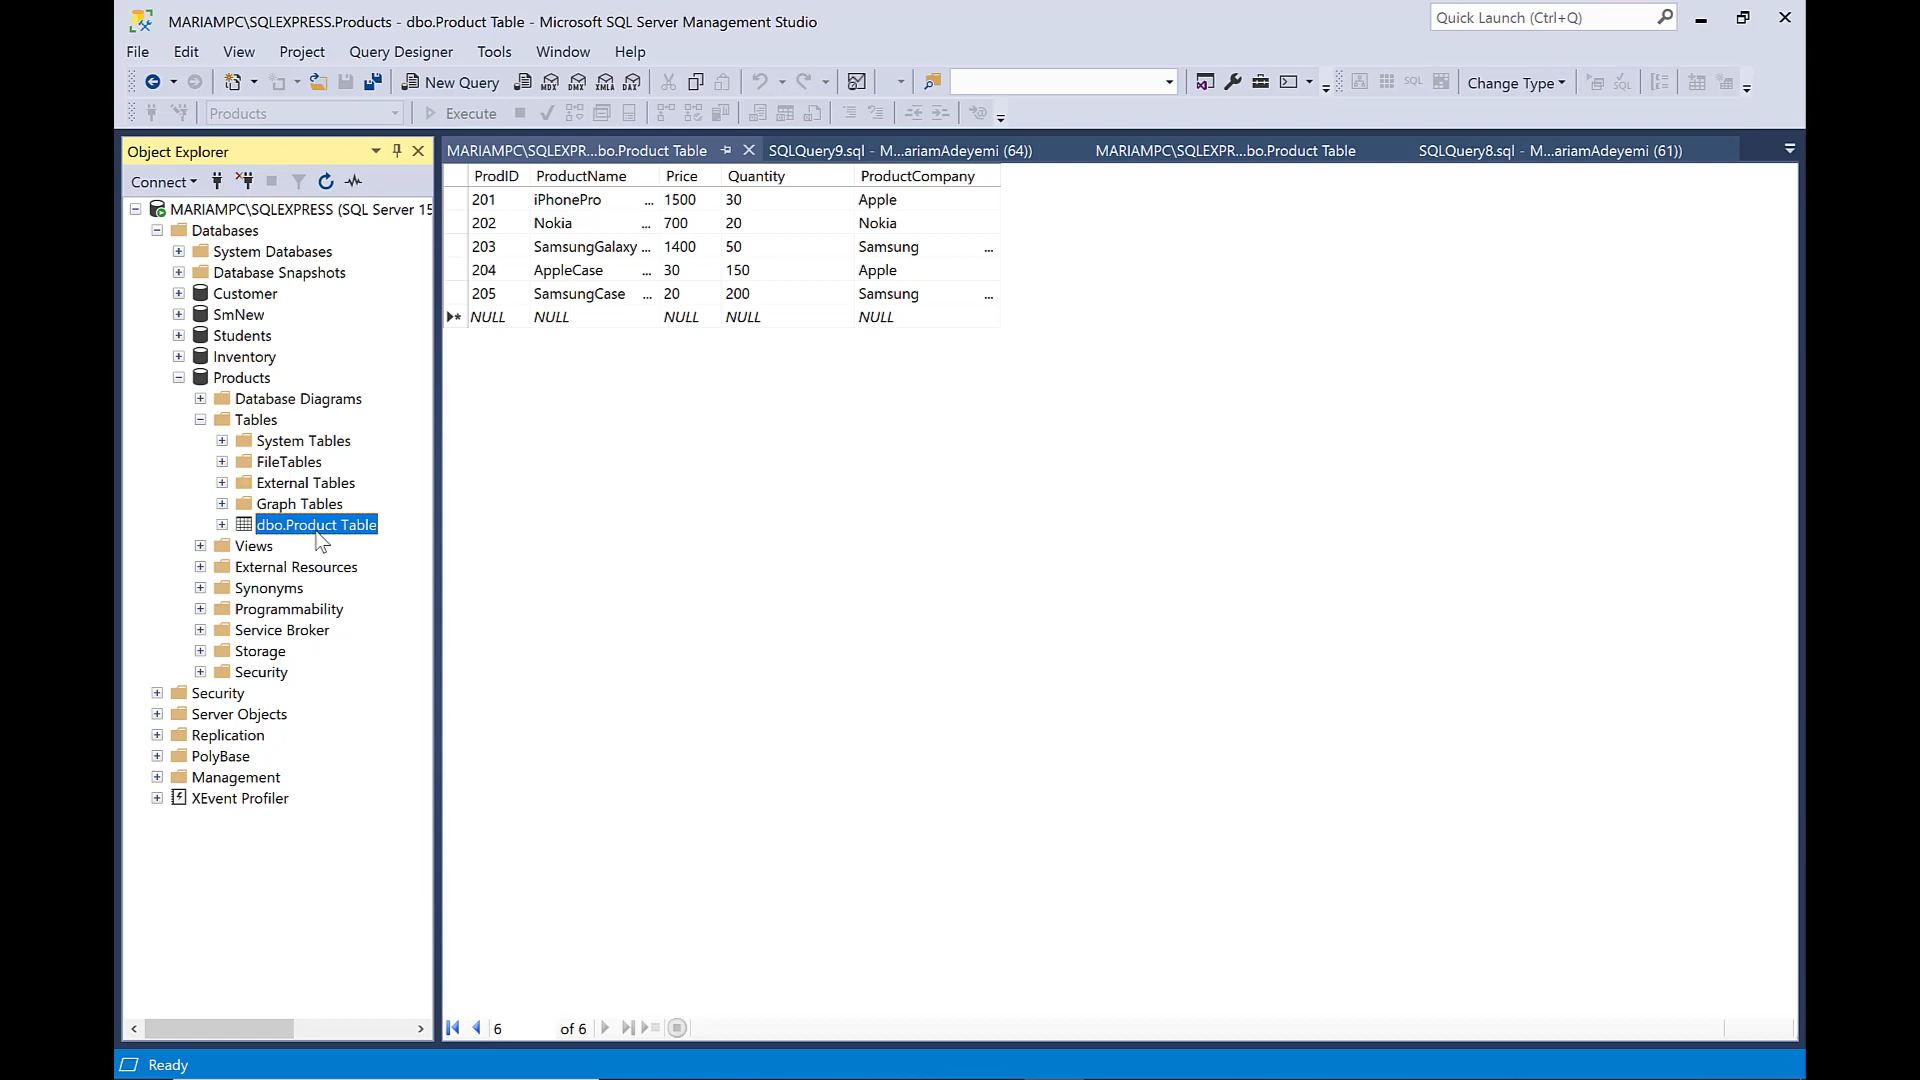 MARIAMPC\SQLEXPRESS.Products - dbo.Product Table - Microsoft SQL Server Management Studio
Quick Launch (Ctrl+Q)
File Edit View Project Query Designer Tools Window Help
New Query MDX DMX XMLA DAX SQL Change Type
Products Execute
Object Explorer
Connect
MARIAMPC\SQLEXPRESS (SQL Server 15
Databases
System Databases
Database Snapshots
Customer
SmNew
Students
Inventory
Products
Database Diagrams
Tables
System Tables
FileTables
External Tables
Graph Tables
dbo.Product Table
Views
External Resources
Synonyms
Programmability
Service Broker
Storage
Security
Security
Server Objects
Replication
PolyBase
Management
XEvent Profiler
MARIAMPC\SQLEXPR...bo.Product Table SQLQuery9.sql - M...ariamAdeyemi (64)) MARIAMPC\SQLEXPR...bo.Product Table SQLQuery8.sql - M...ariamAdeyemi (61))
ProdID ProductName Price Quantity ProductCompany
201 iPhonePro ... 1500 30 Apple
202 Nokia ... 700 20 Nokia
203 SamsungGalaxy ... 1400 50 Samsung ...
204 AppleCase ... 30 150 Apple
205 SamsungCase ... 20 200 Samsung ...
NULL NULL NULL NULL NULL
6 of 6
Ready